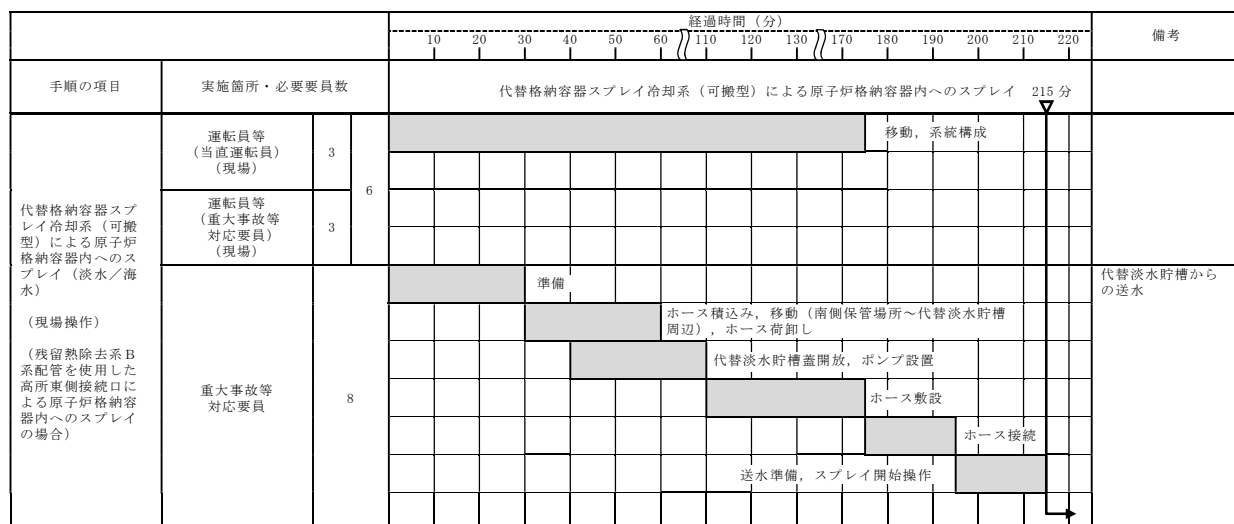 経過時間（分）
備考
10 20 30 40 60 110 120 130 170 180 190 200 210 220
手順の項目
実施箇所・必要要員数
代替格納容器スプレイ冷却系（可搬型）による原子炉格納容器内へのスプレイ 215 分
代替格納容器スプ
レイ冷却系（可搬
型）による原子炉
格納容器内へのス
プレイ（淡水／海
水）
（現場操作）
（残留熱除去系Ｂ
系配管を使用した
高所東側接続口に
よる原子炉格納容
器内へのスプレイ
の場合）
運転員等
（当直運転員）
（現場）
3
6
移動，系統構成
運転員等
（重大事故等
対応要員）
（現場）
3
重大事故等
対応要員
8
準備
ホース積込み，移動（南側保管場所～代替淡水貯槽
周辺），ホース荷卸し
代替淡水貯槽蓋開放，ポンプ設置
ホース敷設
ホース接続
送水準備，スプレイ開始操作
代替淡水貯槽から
の送水